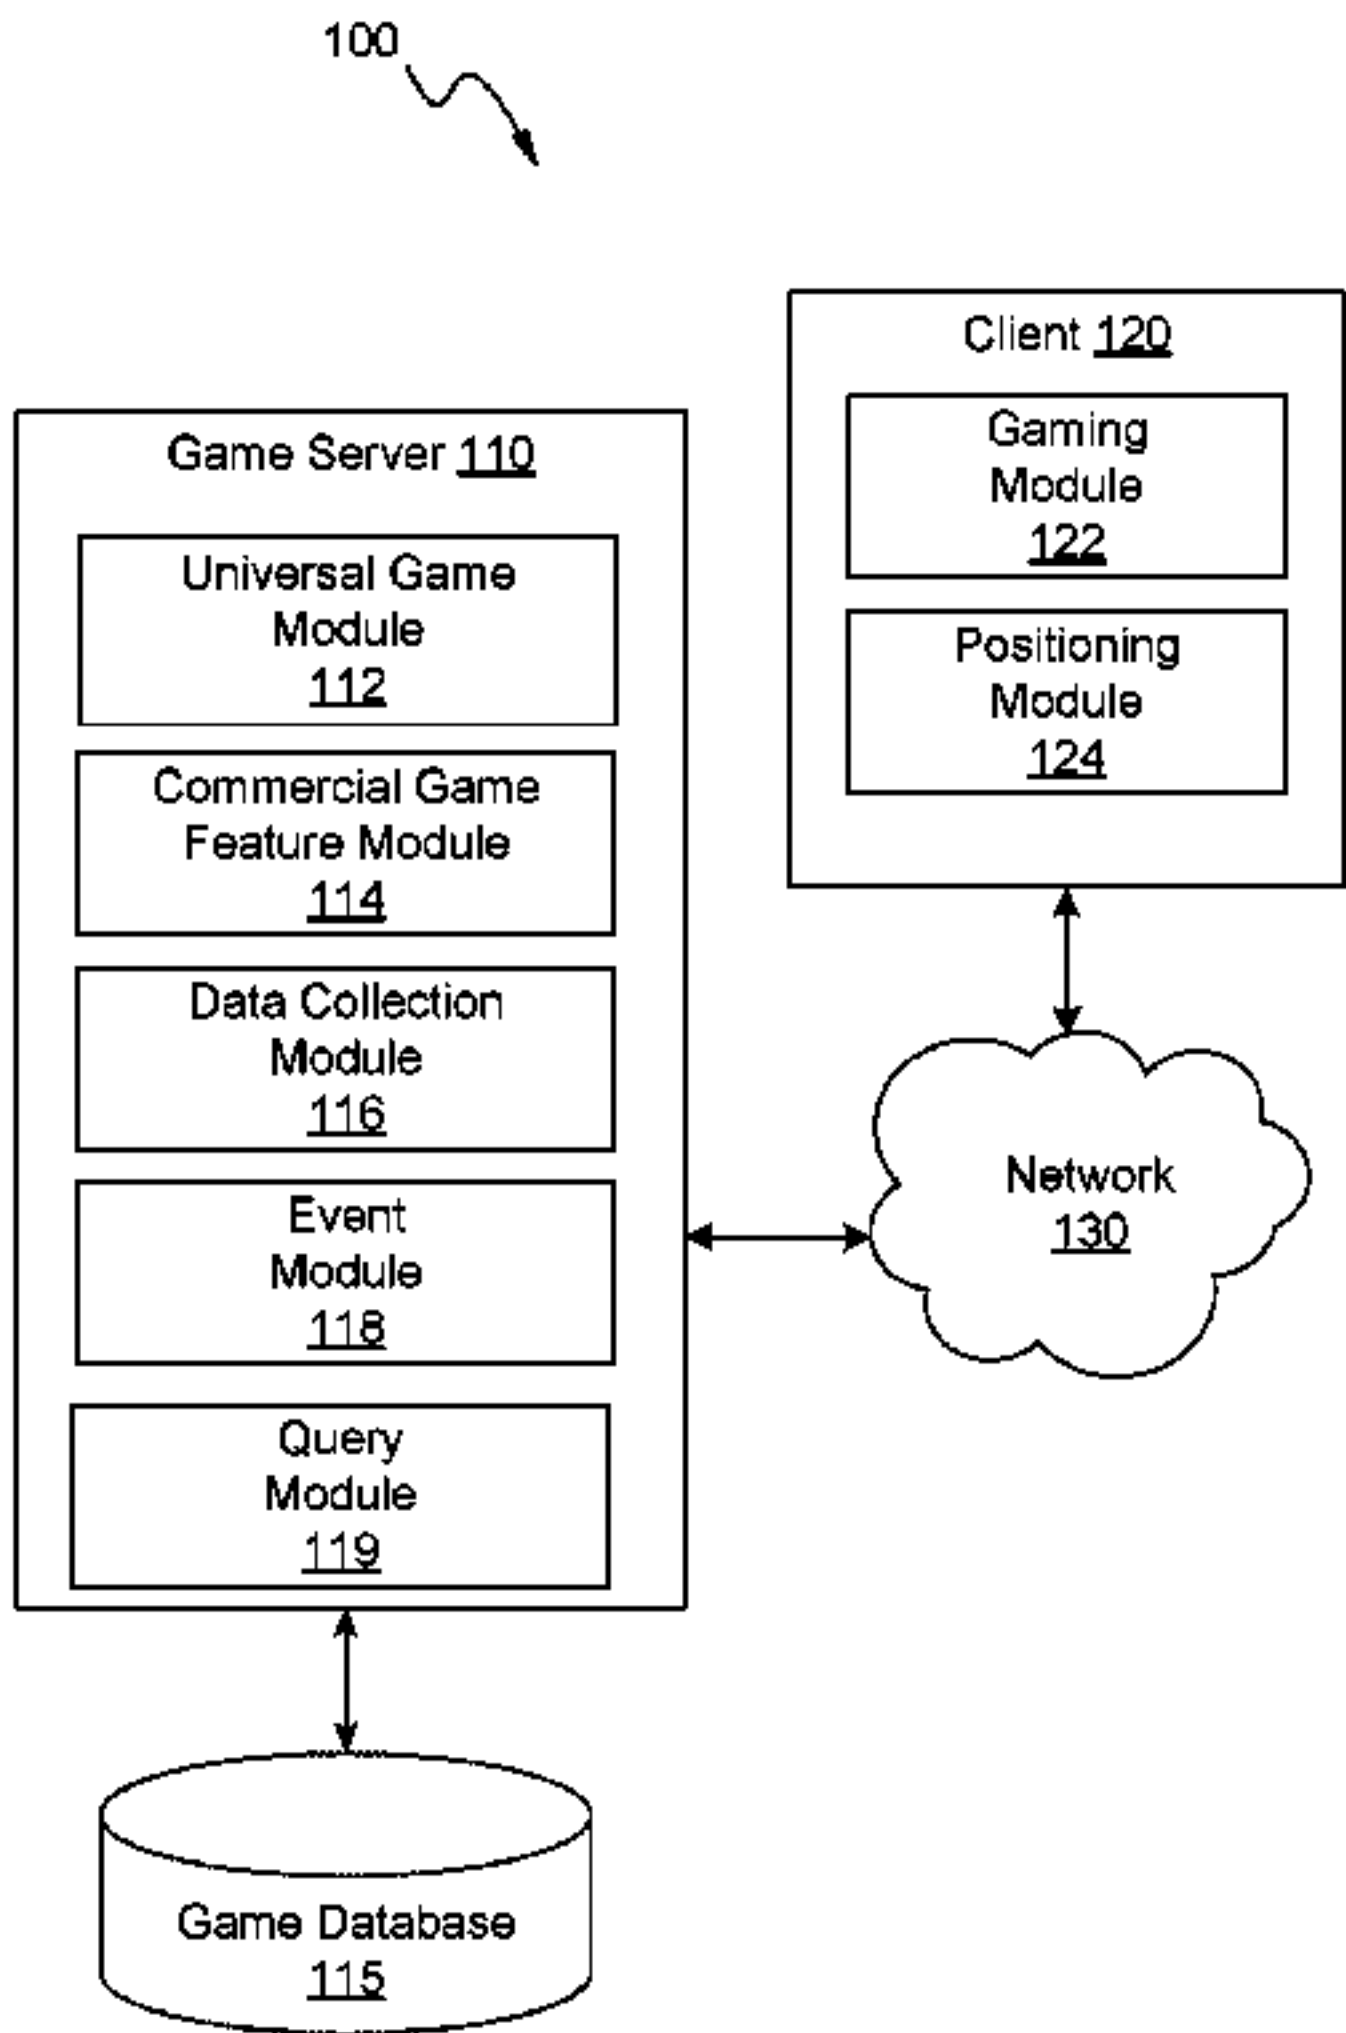 100
Client 120
Gaming
Module
122
Positioning
Module
124
Game Server 110
Universal Game
Module
112
Commercial Game
Feature Module
114
Data Collection
Module
116
Event
Module
118
Query
Module
119
Network
130
Game Database
115